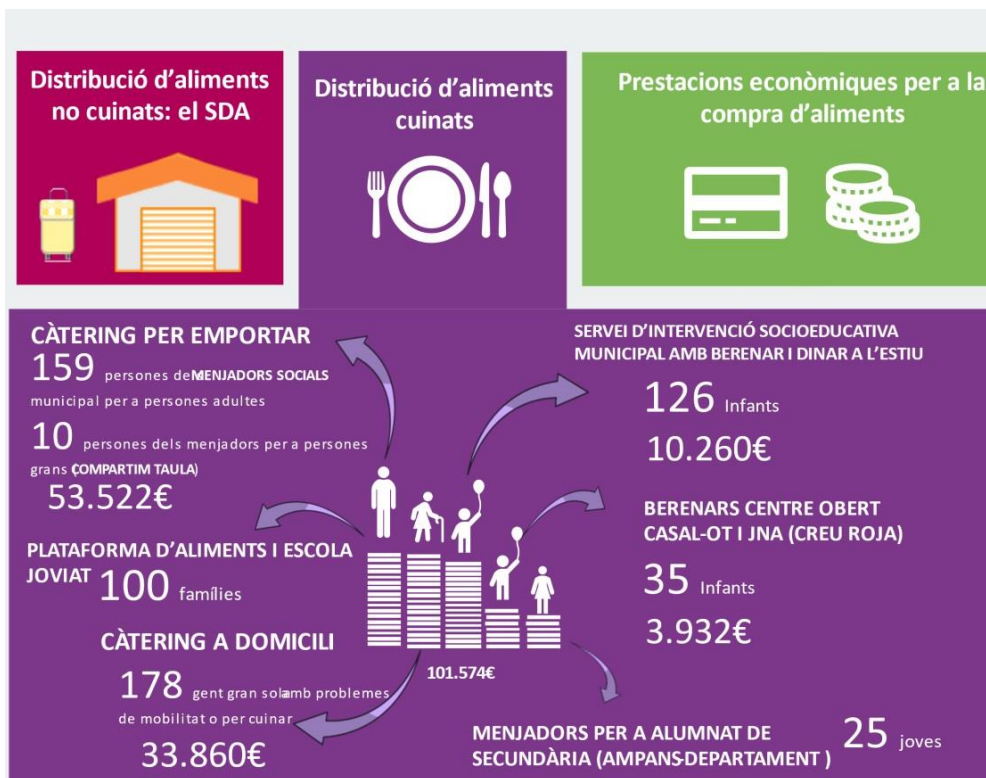 Distribució d'aliments
no cuinats: el SDA
Distribució d'aliments
cuinats
Prestacions econòmiques per a la
compra d'aliments
CÀTERING PER EMPORTAR
159 persones dels MENJADORS SOCIALS
municipal per a persones adultes
10 persones dels menjadors per a persones
grans (COMPARTIM TAULA)
53.522€
PLATAFORMA D'ALIMENTS I ESCOLA
JOVIAT 100 famílies
CÀTERING A DOMICILI
178 gent gran sola amb problemes
de mobilitat o per cuinar
33.860€
101.574€
SERVEI D'INTERVENCIÓ SOCIOEDUCATIVA
MUNICIPAL AMB BERENAR I DINAR A L'ESTIU
126 Infants
10.260€
BERENARS CENTRE OBERT
CASAL-OT I JNA (CREU ROJA)
35 Infants
3.932€
MENJADORS PER A ALUMNAT DE
SECUNDÀRIA (AMPANS-DEPARTAMENT )
25 joves